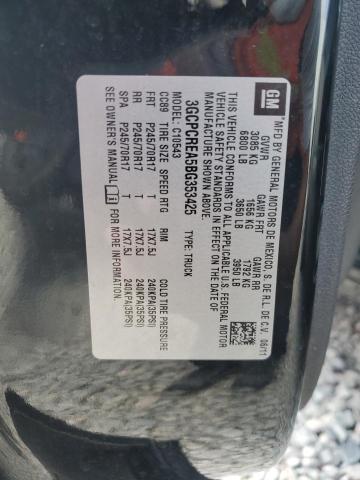 GM
MFD BY GENERAL MOTORS DE MEXICO, S. DE R.L. DE C.V. 06/11
GVWR GAWR FRT GAWR RR
3085 KG 1656 KG 1792 KG
6800 LB 3650 LB 3950 LB
THIS VEHICLE CONFORMS TO ALL APPLICABLE U.S. FEDERAL MOTOR
VEHICLE SAFETY STANDARDS IN EFFECT ON THE DATE OF
MANUFACTURE SHOWN ABOVE.
3GCPCREA5BG353425 TYPE: TRUCK
MODEL: C10543
CC89 TIRE SIZE SPEED RTG RIM COLD TIRE PRESSURE
FRT P245/70R17 T 17X7.5J 240KPA(35PSI)
RR P245/70R17 T 17X7.5J 240KPA(35PSI)
SPA P245/70R17 T 17X7.5J 240KPA(35PSI)
SEE OWNER'S MANUAL FOR MORE INFORMATION.